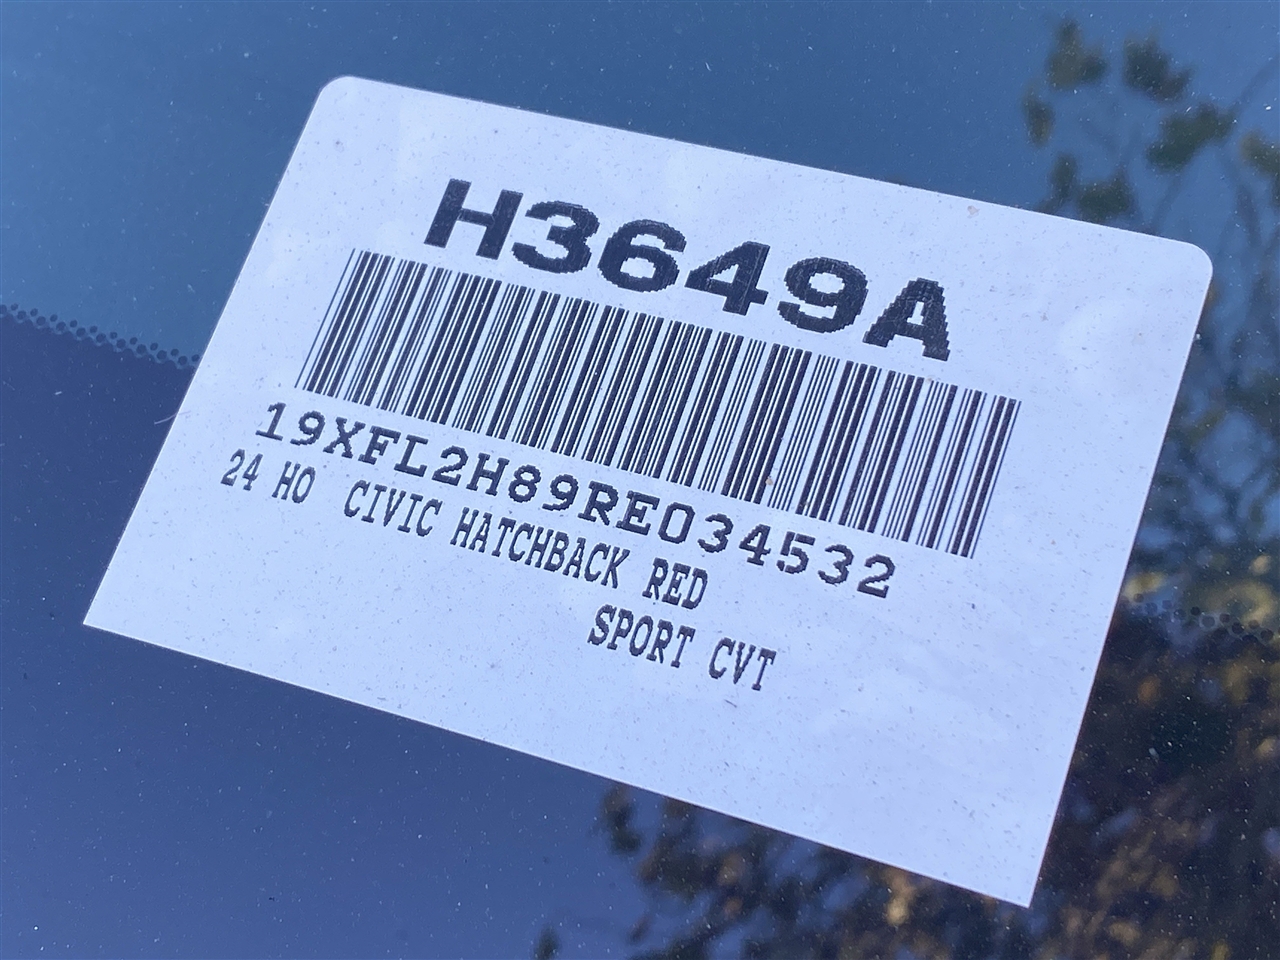 H3649A
19XFL2H89RE034532
24 HO CIVIC HATCHBACK RED
SPORT CVT